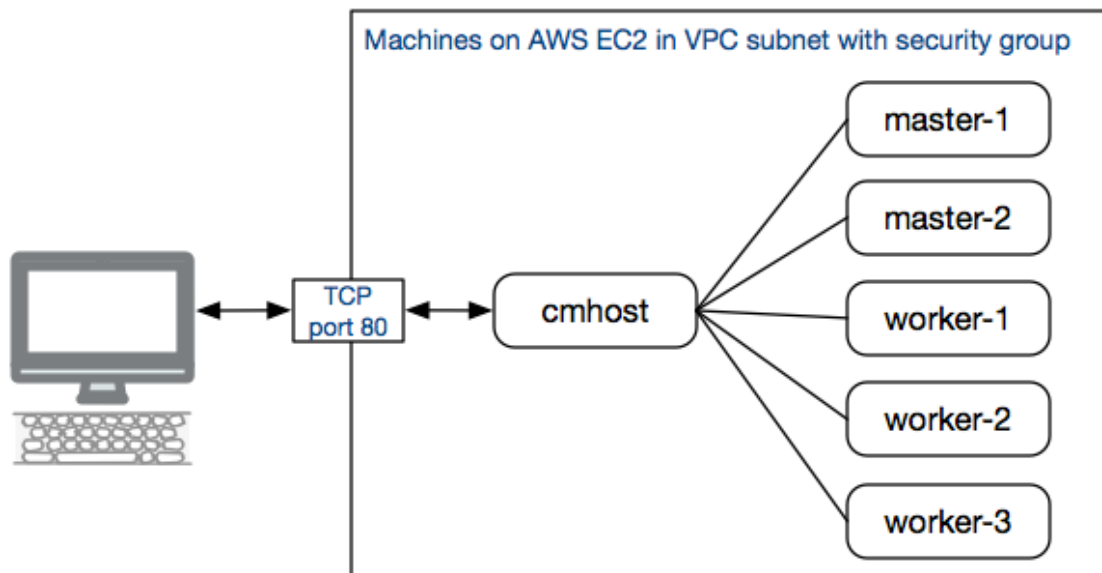 Machines on AWS EC2 in VPC subnet with security group
master-1
master-2
TCP
port 80
cmhost
worker-1
worker-2
worker-3